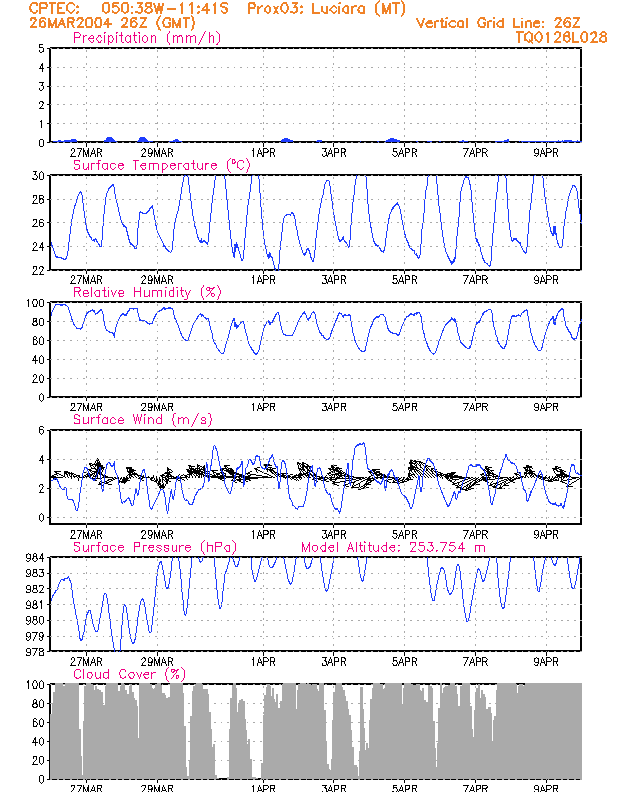 CPTEC: 050:38W-11:41S Prox03: Luciara (MT)
26MAR2004 26Z (GMT) Vertical Grid Line: 26Z
Precipitation (mm/h) TQ0126L028
5
4
3
2
1
0
27MAR 29MAR 1APR 3APR 5APR 7APR 9APR
Surface Temperature (ºC)
30
28
26
24
22
27MAR 29MAR 1APR 3APR 5APR 7APR 9APR
Relative Humidity (%)
100
80
60
40
20
0
27MAR 29MAR 1APR 3APR 5APR 7APR 9APR
Surface Wind (m/s)
6
4
2
0
27MAR 29MAR 1APR 3APR 5APR 7APR 9APR
Surface Pressure (hPa) Model Altitude: 253.754 m
984
983
982
981
980
979
978
27MAR 29MAR 1APR 3APR 5APR 7APR 9APR
Cloud Cover (%)
100
80
60
40
20
0
27MAR 29MAR 1APR 3APR 5APR 7APR 9APR